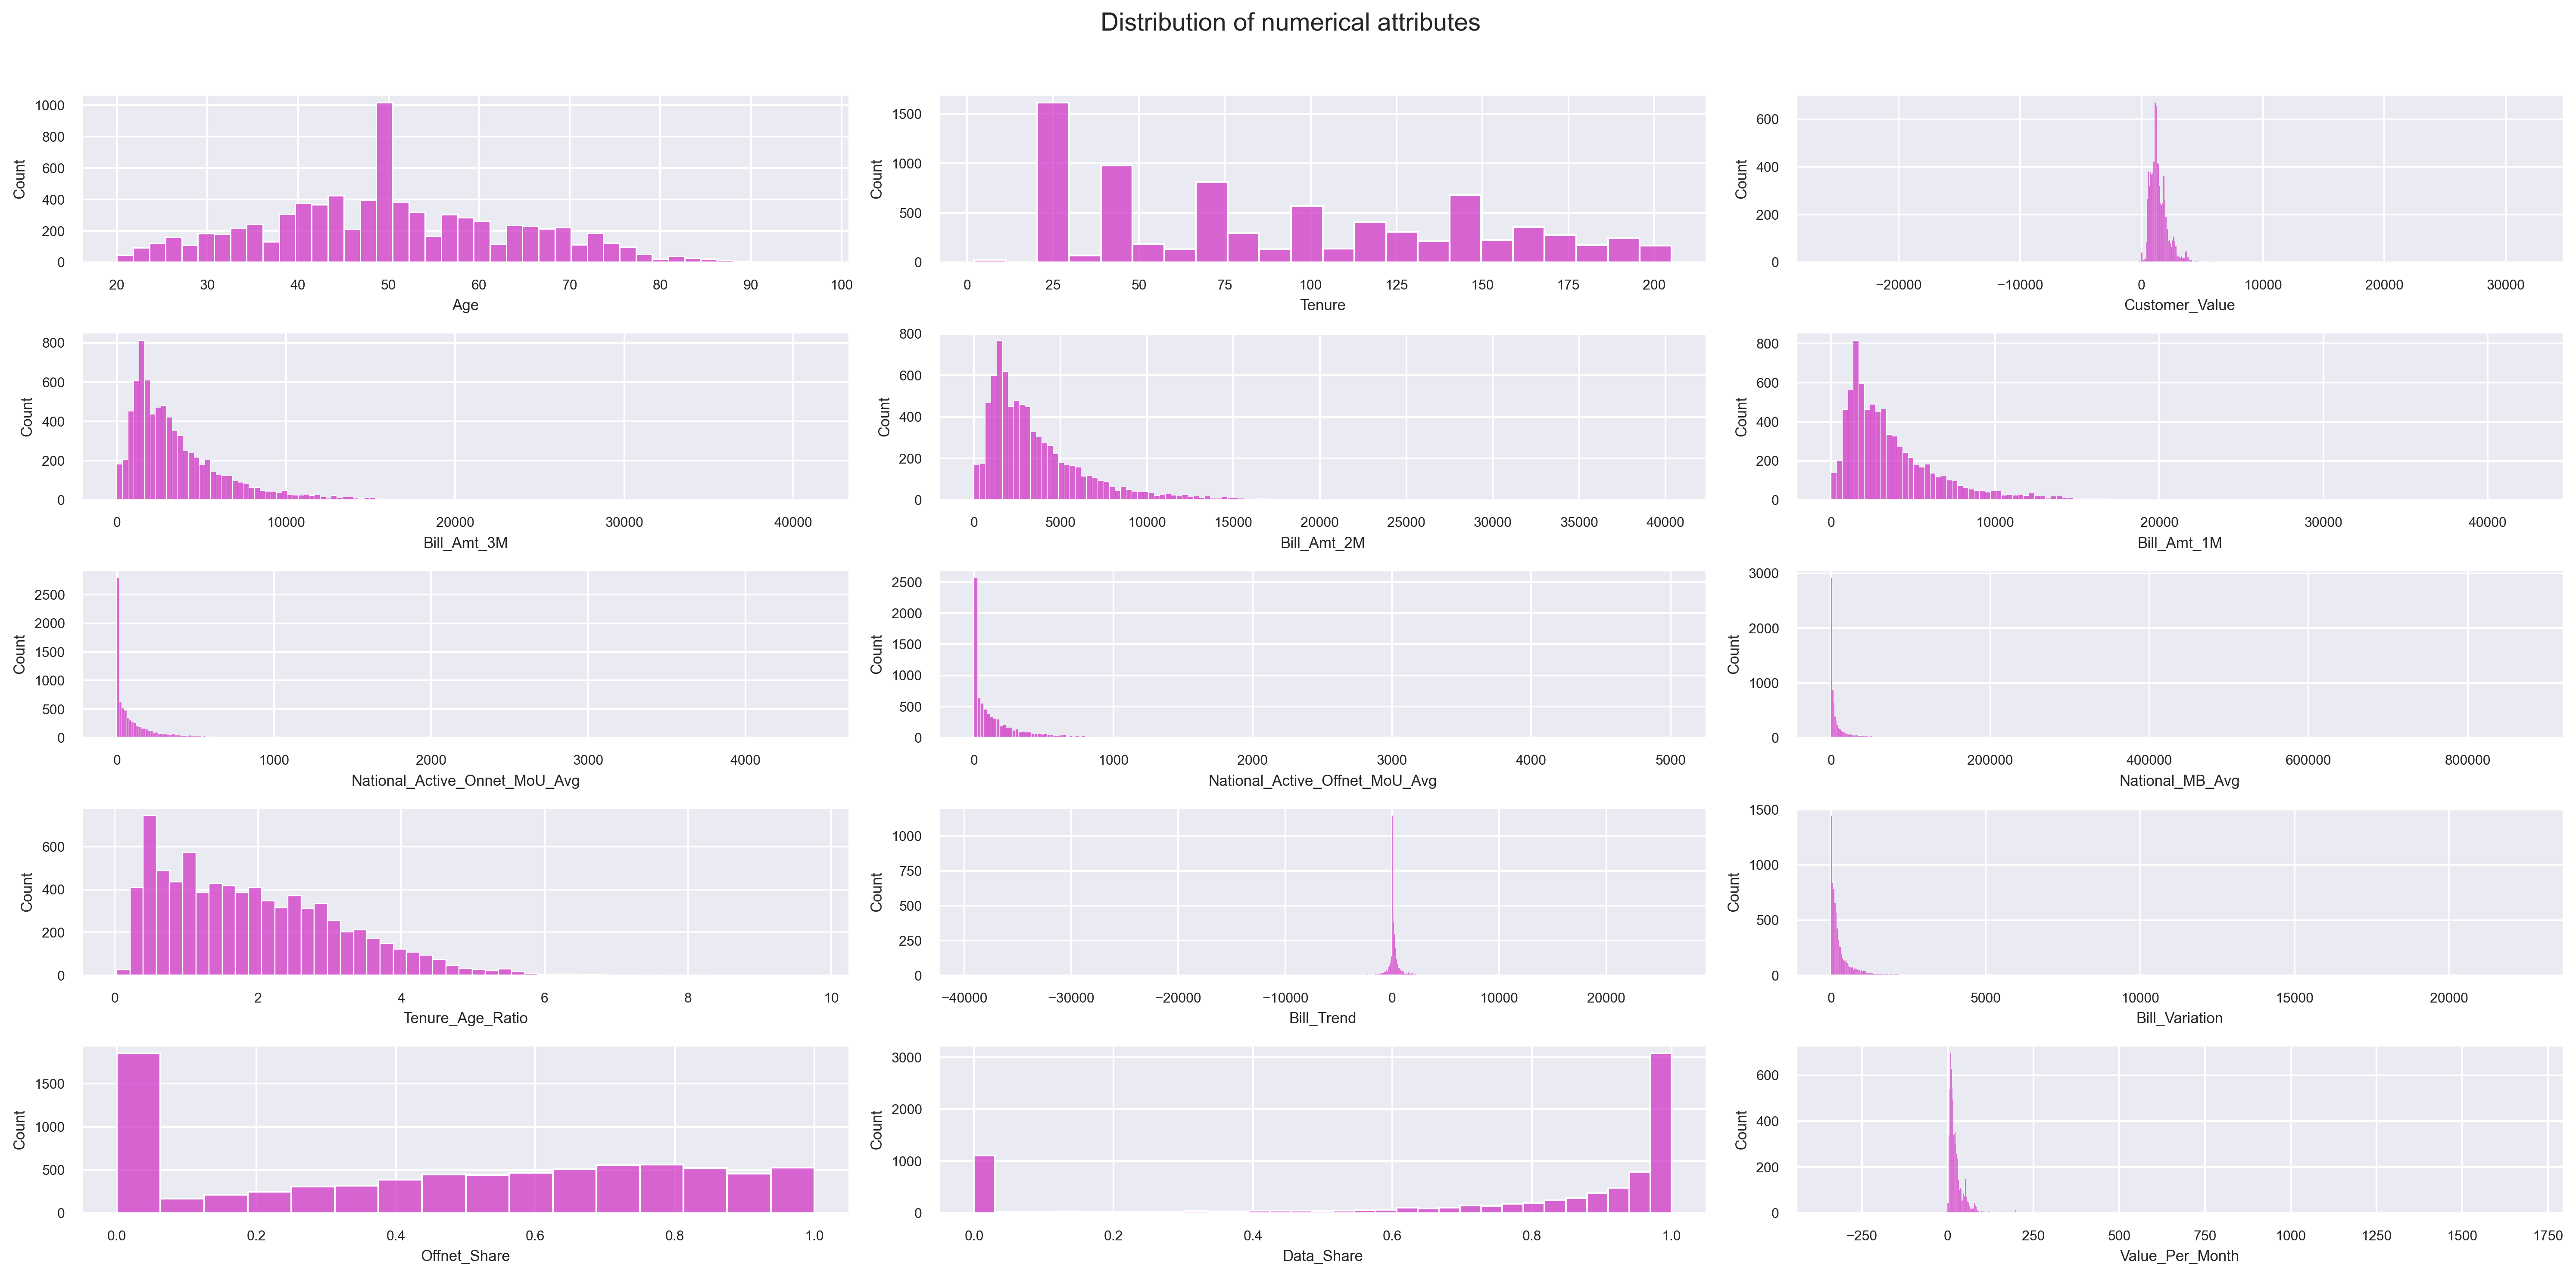 Distribution of numerical attributes
1000
800
600
400
200
0
Count
20 30 40 50 60 70 80 90 100
Age
1500
1000
500
0
Count
0 25 50 75 100 125 150 175 200
Tenure
600
400
200
0
Count
−20000 −10000 0 10000 20000 30000
Customer_Value
800
600
400
200
0
Count
0 10000 20000 30000 40000
Bill_Amt_3M
800
600
400
200
0
Count
0 5000 10000 15000 20000 25000 30000 35000 40000
Bill_Amt_2M
800
600
400
200
0
Count
0 10000 20000 30000 40000
Bill_Amt_1M
2500
2000
1500
1000
500
0
Count
0 1000 2000 3000 4000
National_Active_Onnet_MoU_Avg
2500
2000
1500
1000
500
0
Count
0 1000 2000 3000 4000 5000
National_Active_Offnet_MoU_Avg
3000
2000
1000
0
Count
0 200000 400000 600000 800000
National_MB_Avg
600
400
200
0
Count
0 2 4 6 8 10
Tenure_Age_Ratio
1000
750
500
250
0
Count
−40000 −30000 −20000 −10000 0 10000 20000
Bill_Trend
1500
1000
500
0
Count
0 5000 10000 15000 20000
Bill_Variation
1500
1000
500
0
Count
0.0 0.2 0.4 0.6 0.8 1.0
Offnet_Share
3000
2000
1000
0
Count
0.0 0.2 0.4 0.6 0.8 1.0
Data_Share
600
400
200
0
Count
−250 0 250 500 750 1000 1250 1500 1750
Value_Per_Month